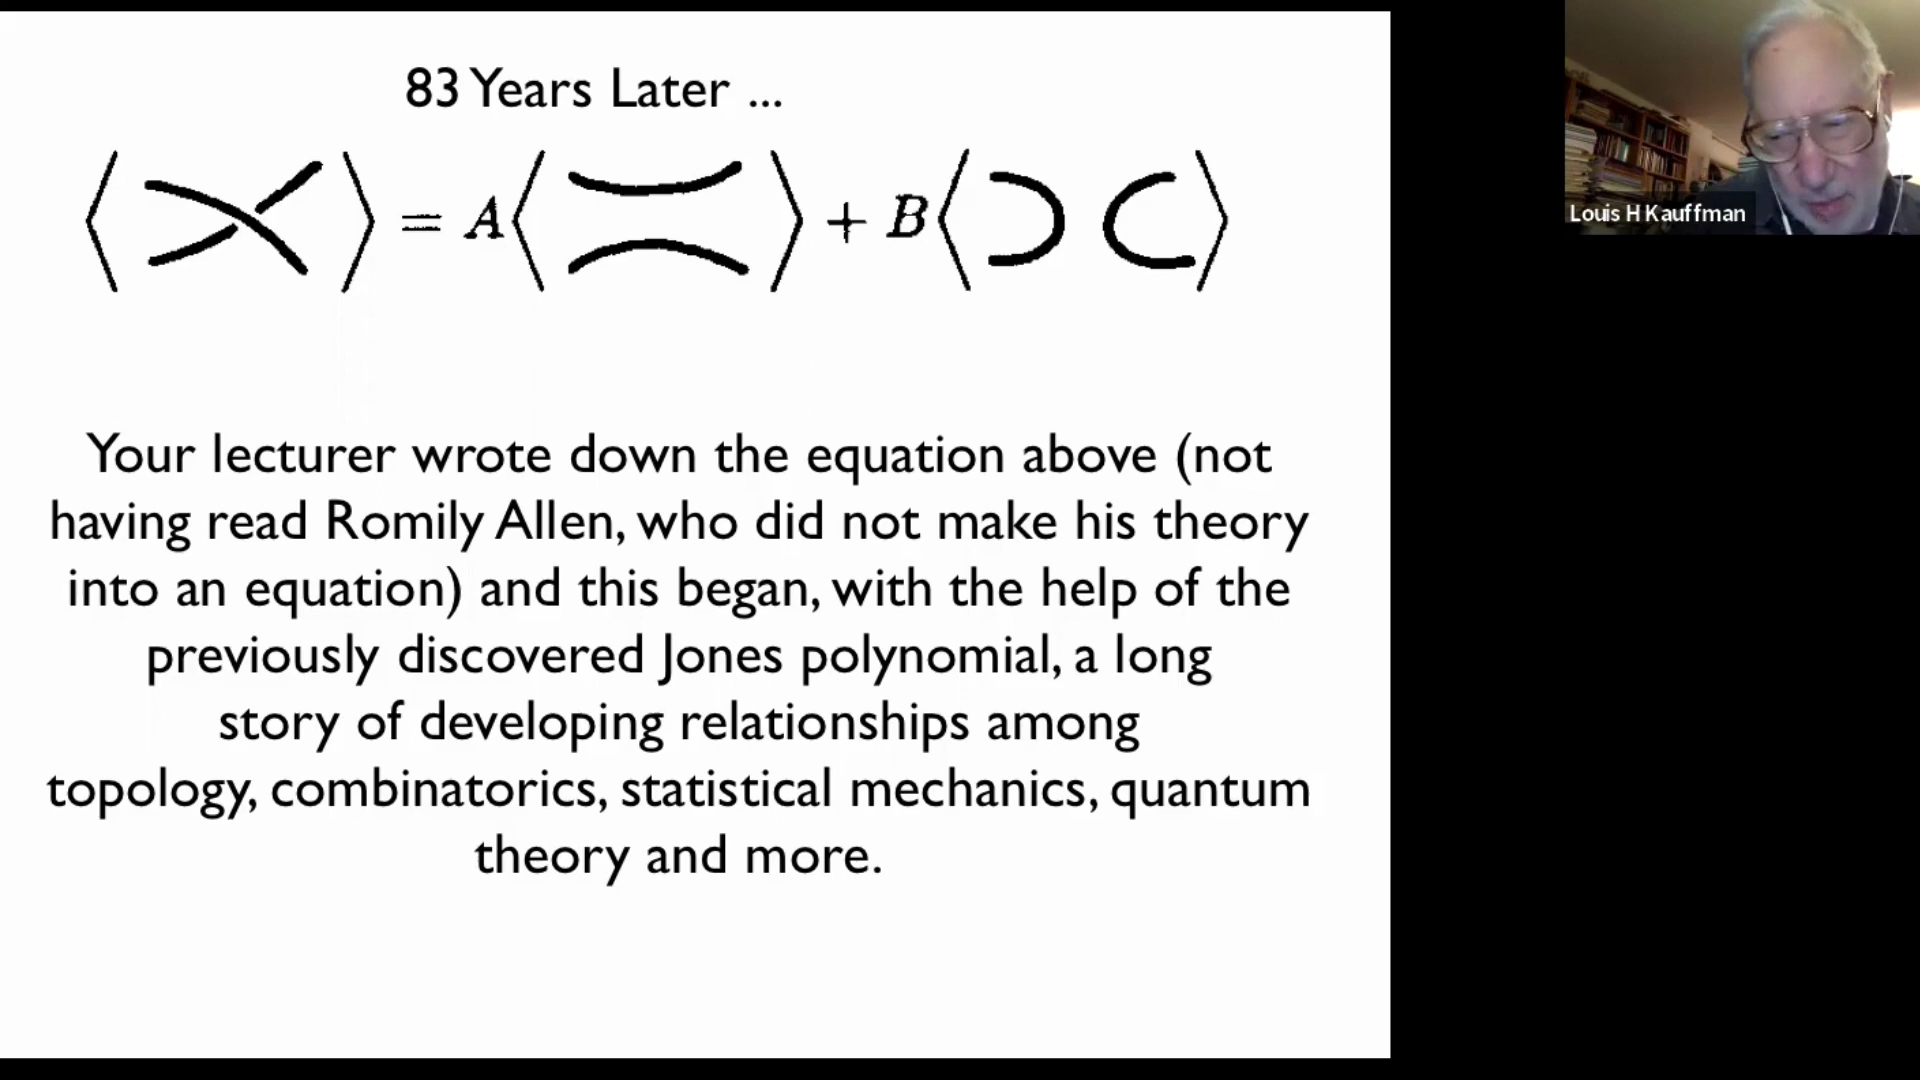 83 Years Later ...
= A + B
Your lecturer wrote down the equation above (not
having read Romily Allen, who did not make his theory
into an equation) and this began, with the help of the
previously discovered Jones polynomial, a long
story of developing relationships among
topology, combinatorics, statistical mechanics, quantum
theory and more.
Louis H Kauffman